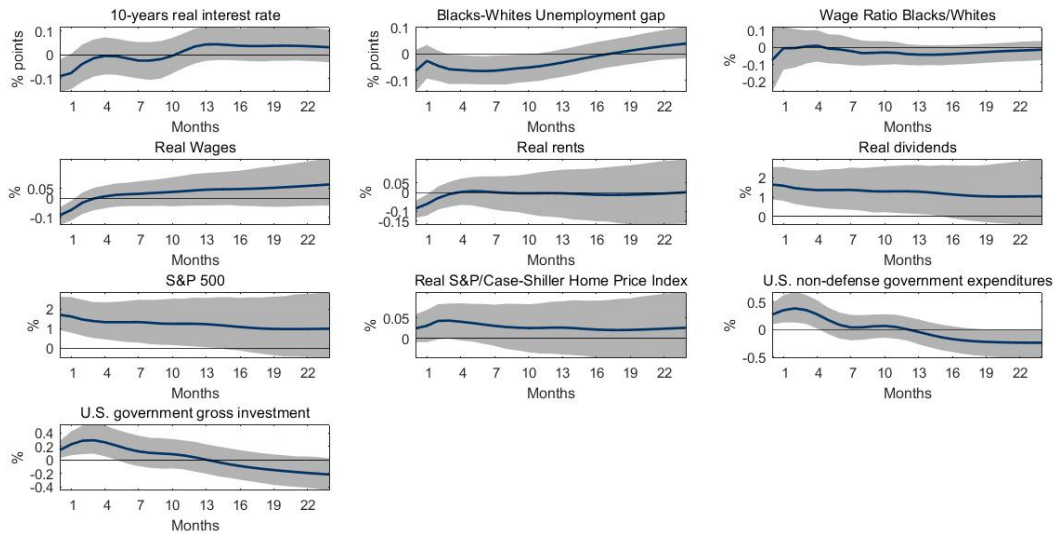 10-years real interest rate
0.1
0
-0.1
% points
1 4 7 10 13 16 19 22
Months
Blacks-Whites Unemployment gap
0.1
0
-0.1
% points
1 4 7 10 13 16 19 22
Months
Wage Ratio Blacks/Whites
0.1
0
-0.1
-0.2
%
1 4 7 10 13 16 19 22
Months
Real Wages
0.05
0
-0.1
%
1 4 7 10 13 16 19 22
Months
Real rents
0.05
0
-0.1
-0.15
%
1 4 7 10 13 16 19 22
Months
Real dividends
2
1
0
%
1 4 7 10 13 16 19 22
Months
S&P 500
2
1
0
%
1 4 7 10 13 16 19 22
Months
Real S&P/Case-Shiller Home Price Index
0.05
0
%
1 4 7 10 13 16 19 22
Months
U.S. non-defense government expenditures
0.5
0
-0.5
%
1 4 7 10 13 16 19 22
Months
U.S. government gross investment
0.4
0.2
0
-0.2
-0.4
%
1 4 7 10 13 16 19 22
Months